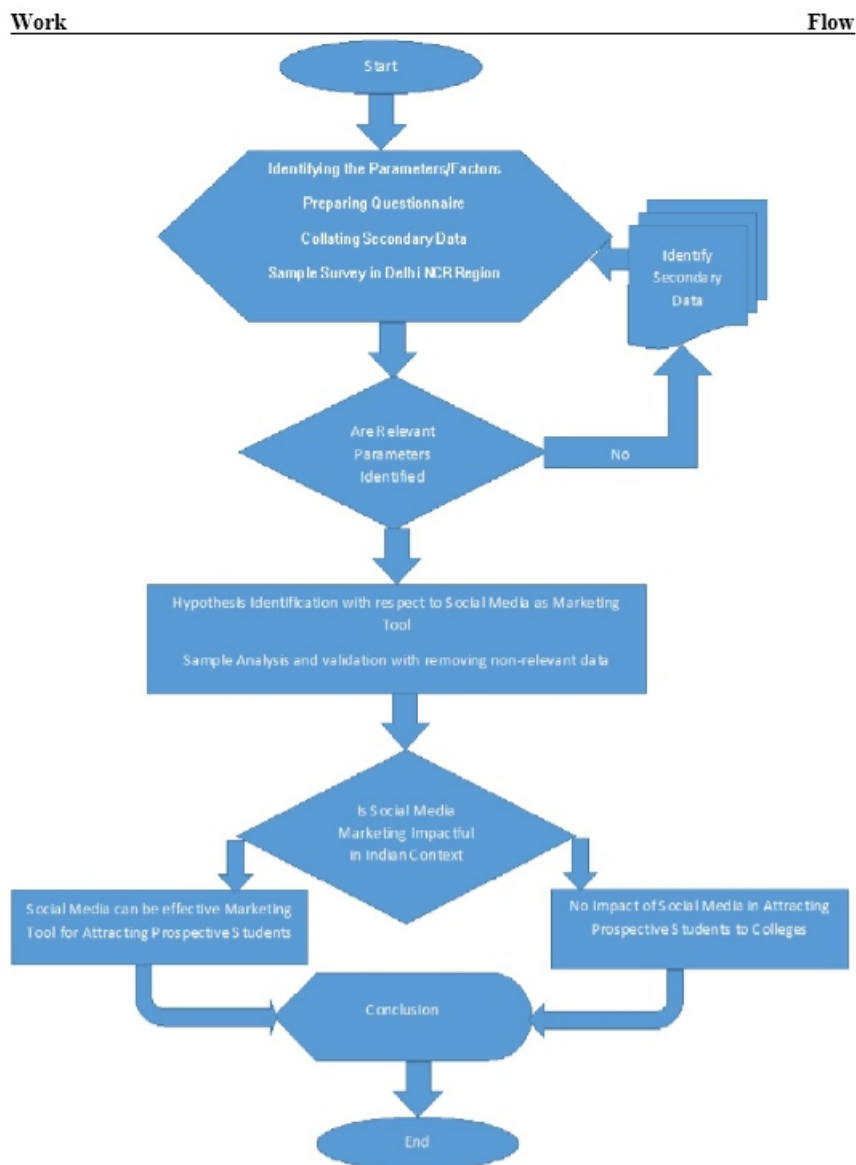 Work Flow
Start
Identifying the Parameters/Factors
Preparing Questionnaire
Collating Secondary Data
Sample Survey in Delhi NCR Region
Identify
Secondary
Data
Are Relevant
Parameters
Identified
No
Hypothesis Identification with respect to Social Media as Marketing
Tool
Sample Analysis and validation with removing non-relevant data
Is Social Media
Marketing Impactful
in Indian Context
Social Media can be effective Marketing
Tool for Attracting Prospective Students
No Impact of Social Media in Attracting
Prospective Students to Colleges
Conclusion
End